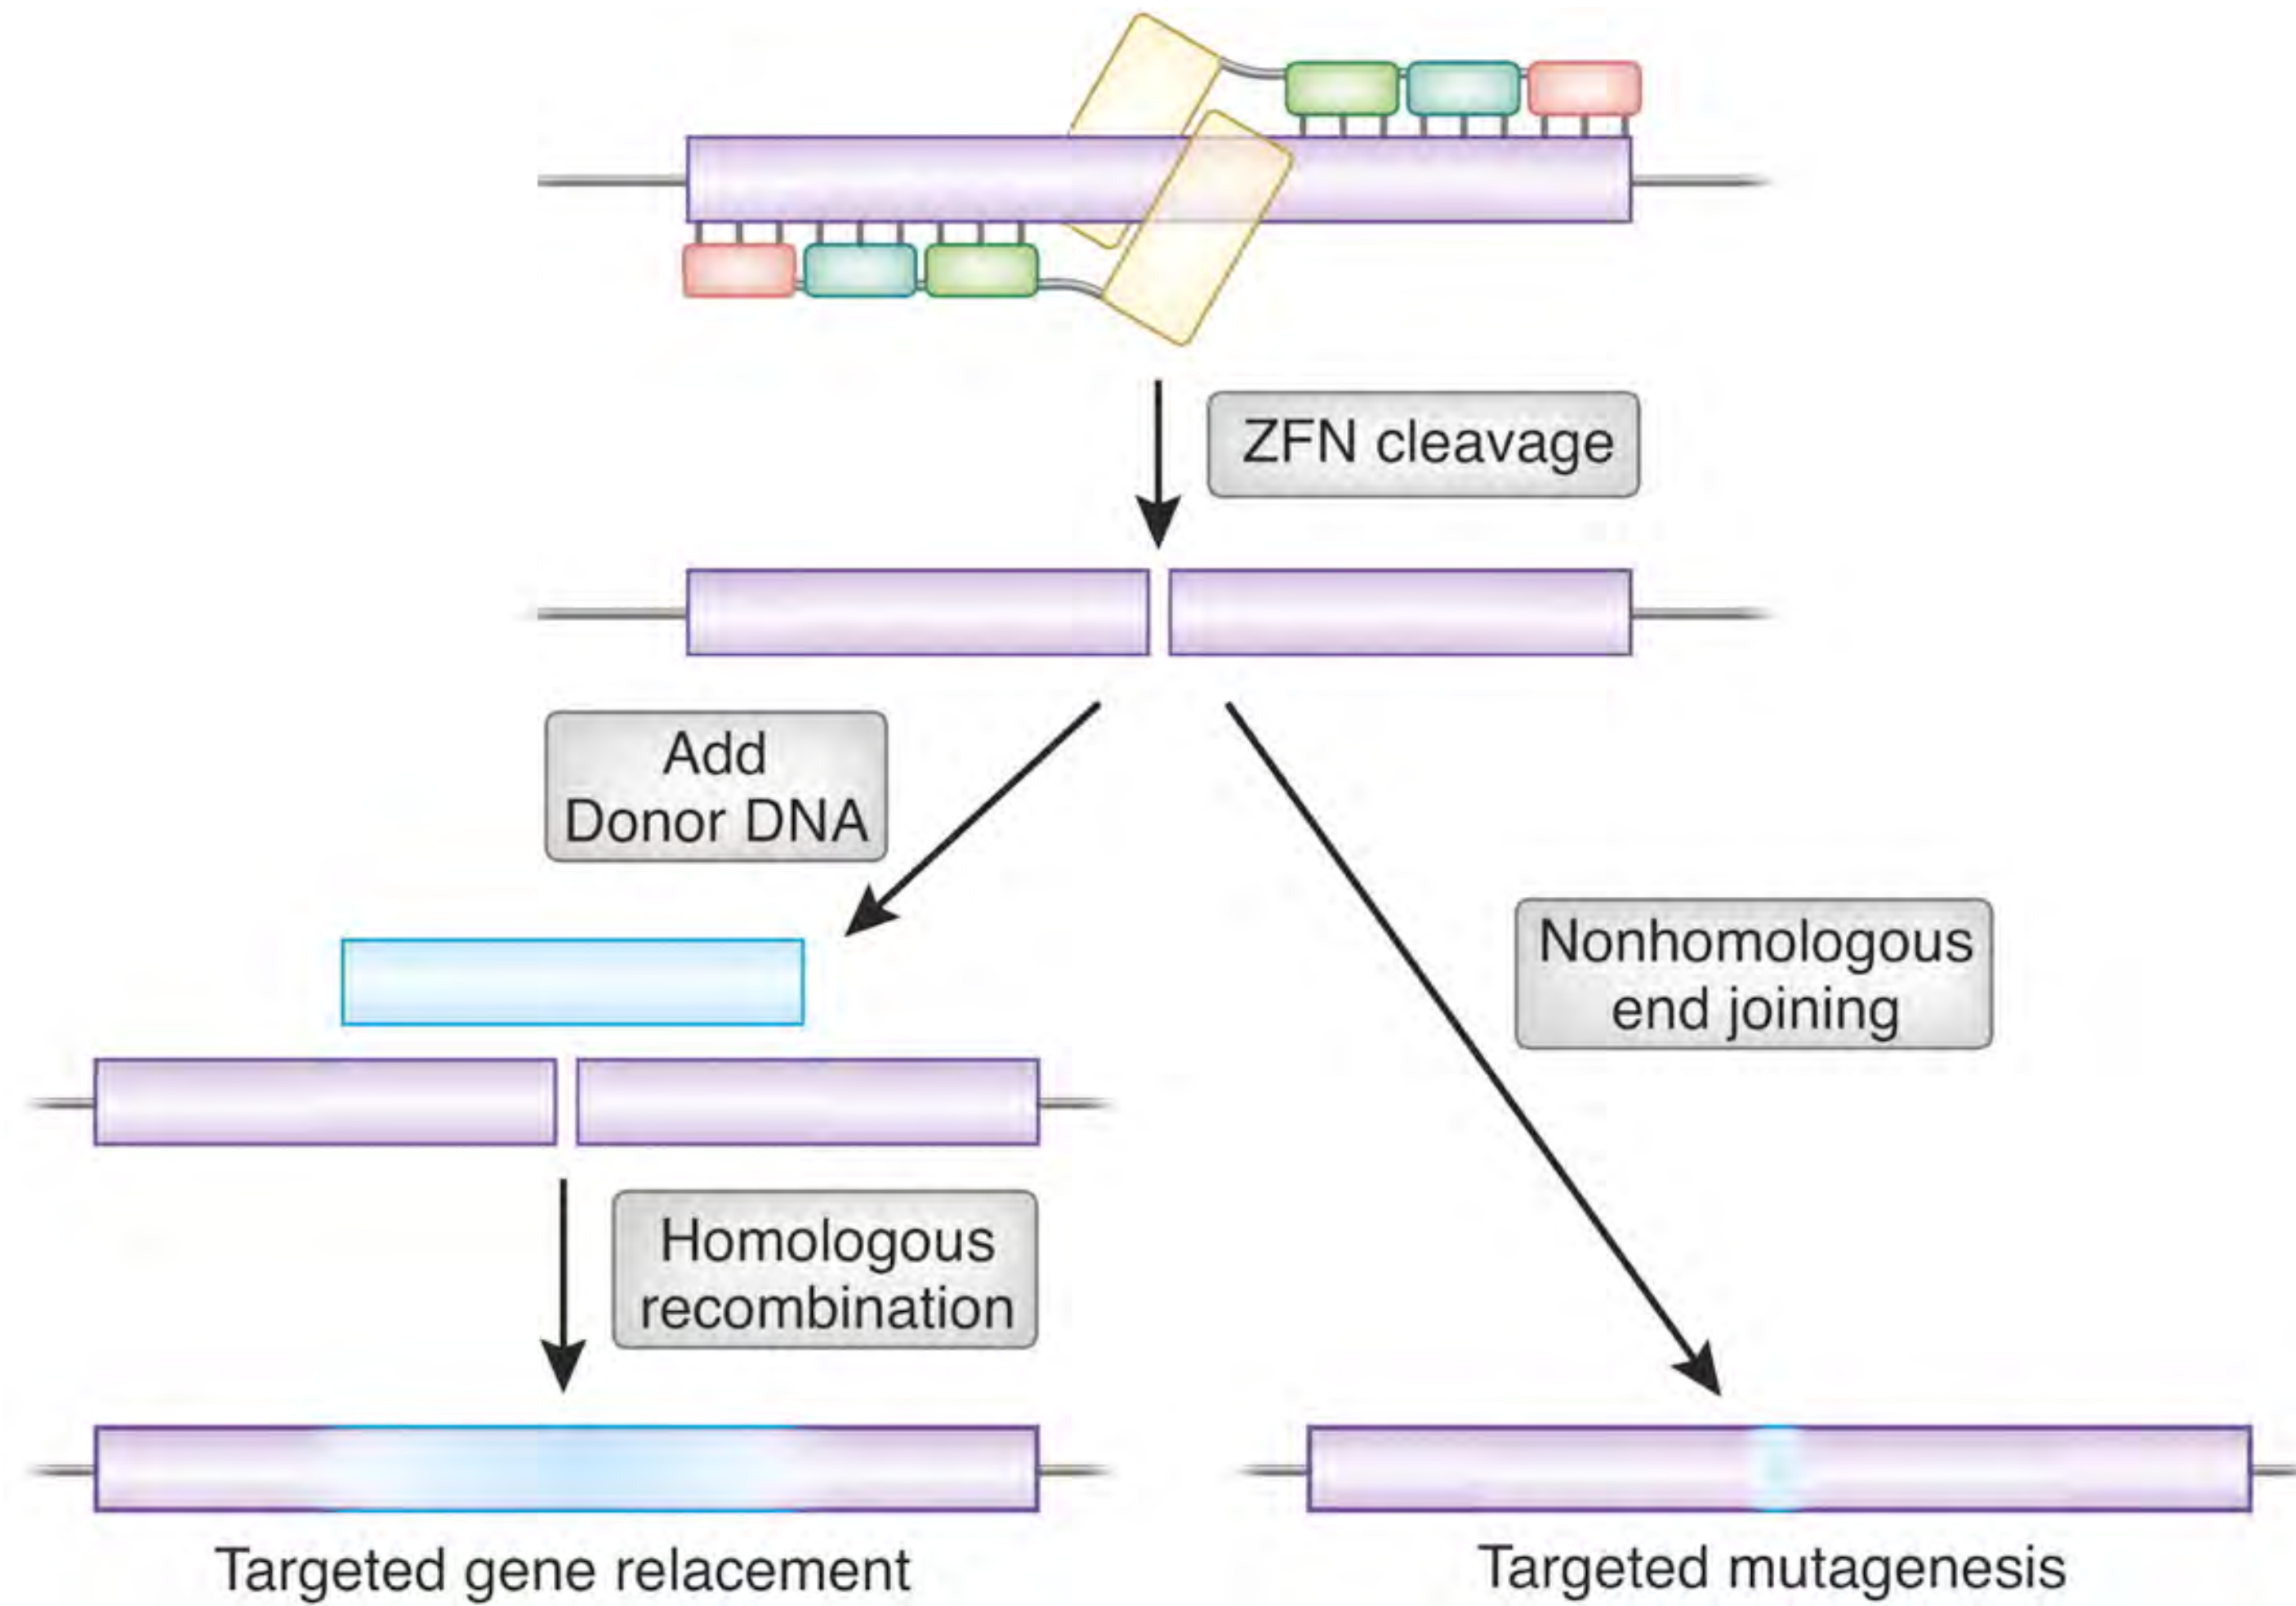 ZFN cleavage
Add
Donor DNA
Nonhomologous
end joining
Homologous
recombination
Targeted gene relacement
Targeted mutagenesis